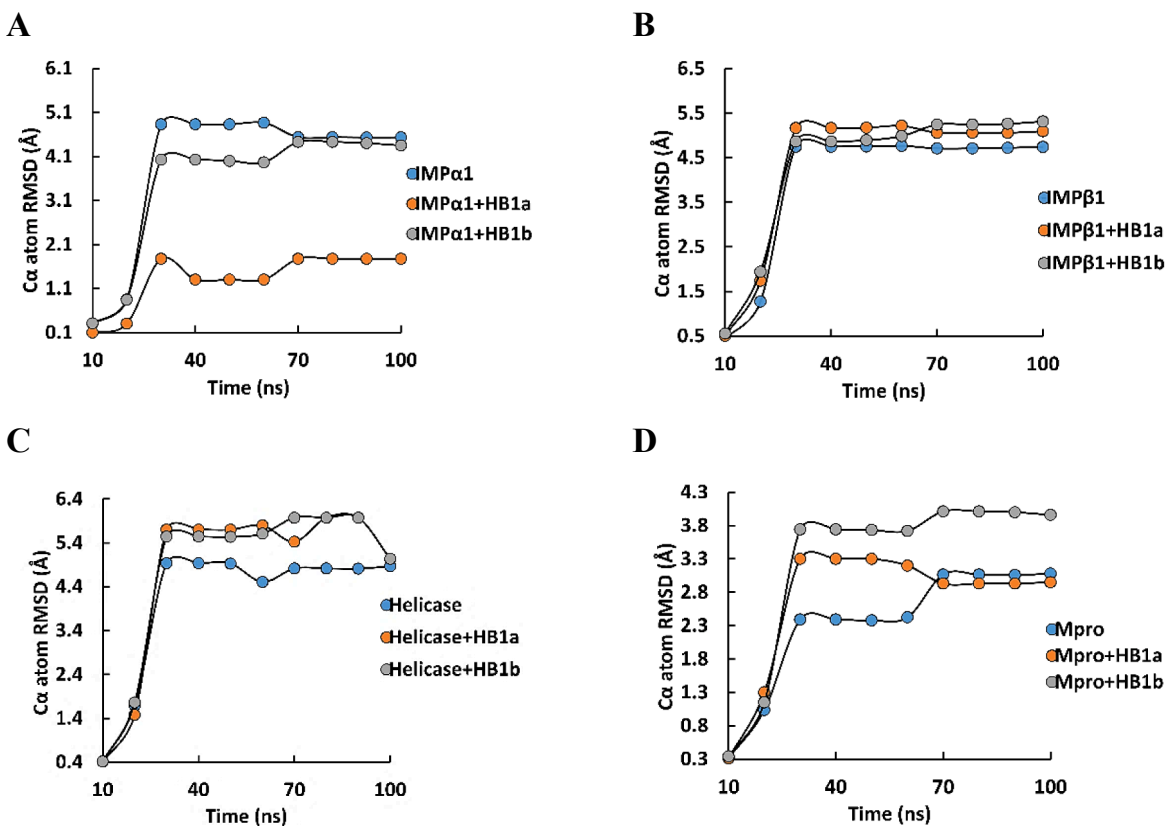 A
6.1
5.1
4.1
3.1
2.1
1.1
0.1
Cα atom RMSD (Å)
10 40 70 100
Time (ns)
IMPα1
IMPα1+HB1a
IMPα1+HB1b
B
6.5
5.5
4.5
3.5
2.5
1.5
0.5
Cα atom RMSD (Å)
10 40 70 100
Time (ns)
IMPβ1
IMPβ1+HB1a
IMPβ1+HB1b
C
6.4
5.4
4.4
3.4
2.4
1.4
0.4
Cα atom RMSD (Å)
10 40 70 100
Time (ns)
Helicase
Helicase+HB1a
Helicase+HB1b
D
4.3
3.8
3.3
2.8
2.3
1.8
1.3
0.8
0.3
Cα atom RMSD (Å)
10 40 70 100
Time (ns)
Mpro
Mpro+HB1a
Mpro+HB1b